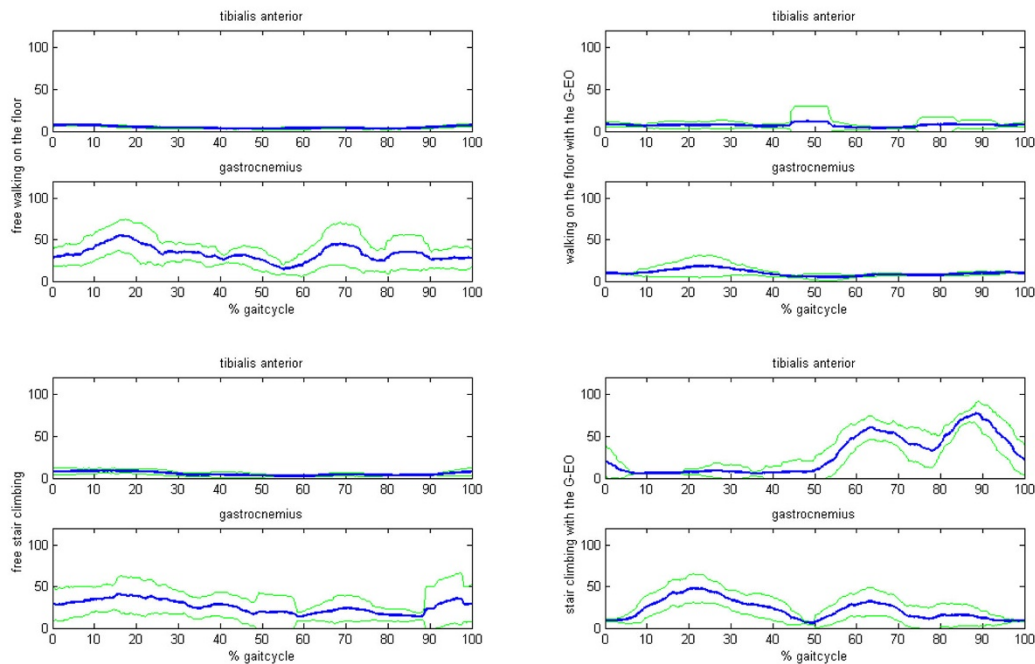 tibialis anterior
100
50
0
0 10 20 30 40 50 60 70 80 90 100
gastrocnemius
100
50
0
0 10 20 30 40 50 60 70 80 90 100
% gaitcycle
free walking on the floor
tibialis anterior
100
50
0
0 10 20 30 40 50 60 70 80 90 100
gastrocnemius
100
50
0
0 10 20 30 40 50 60 70 80 90 100
% gaitcycle
walking on the floor with the G-EO
tibialis anterior
100
50
0
0 10 20 30 40 50 60 70 80 90 100
gastrocnemius
100
50
0
0 10 20 30 40 50 60 70 80 90 100
% gaitcycle
free stair climbing
tibialis anterior
100
50
0
0 10 20 30 40 50 60 70 80 90 100
gastrocnemius
100
50
0
0 10 20 30 40 50 60 70 80 90 100
% gaitcycle
stair climbing with the G-EO